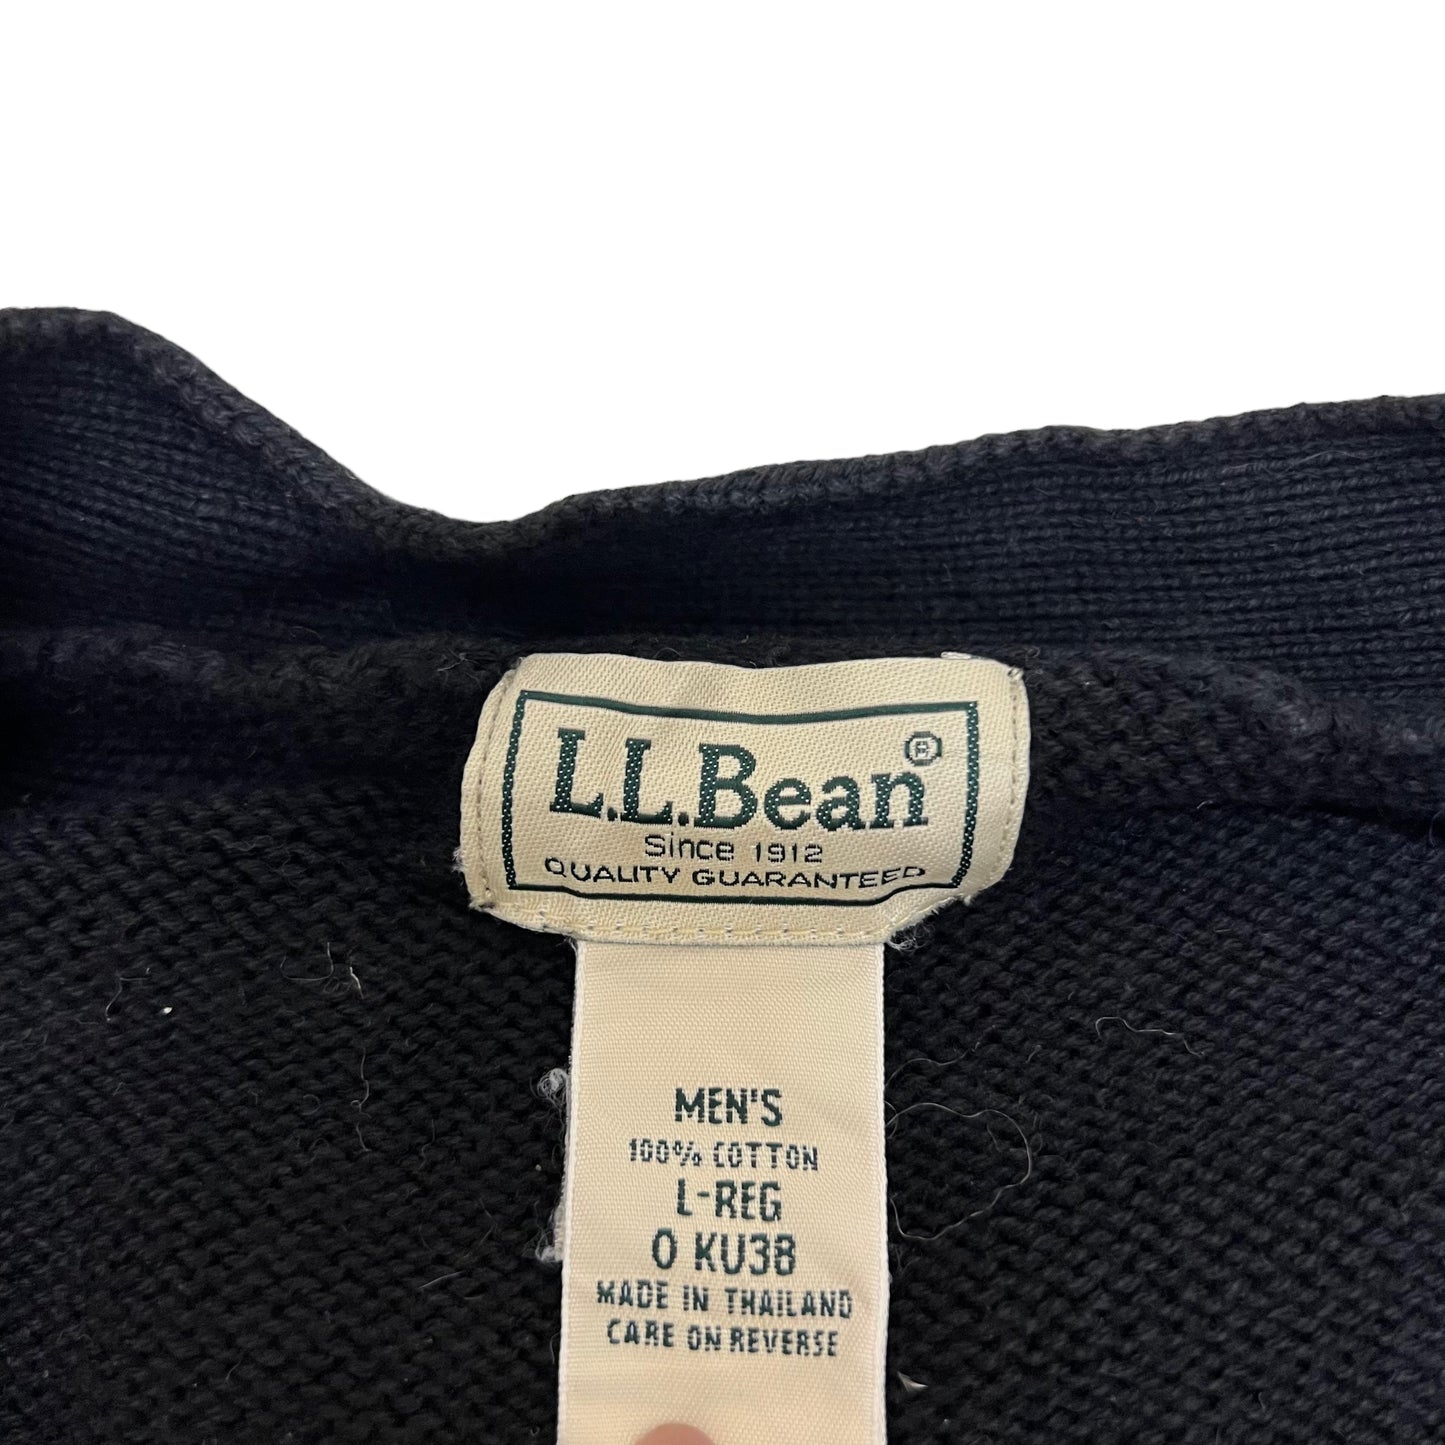 L.L.Bean®
Since 1912
QUALITY GUARANTEED
MEN'S
100% COTTON
L-REG
0 KU38
MADE IN THAILAND
CARE ON REVERSE